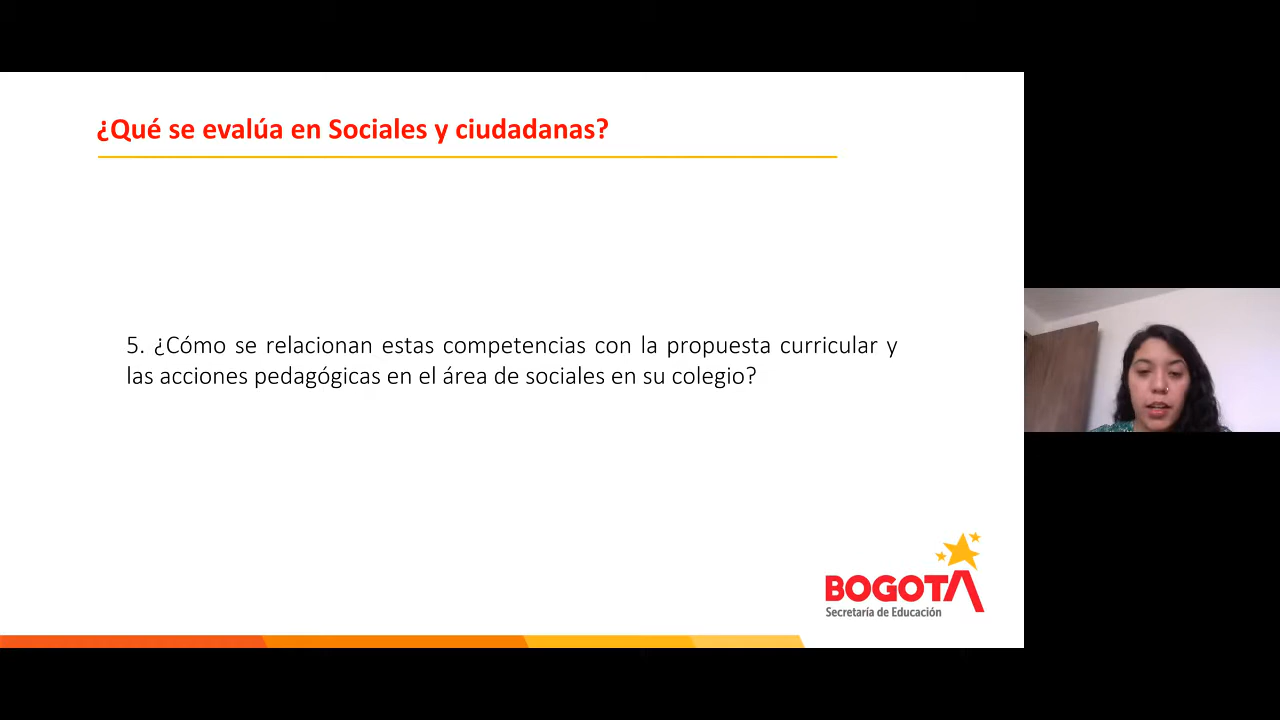 ¿Qué se evalúa en Sociales y ciudadanas?
5. ¿Cómo se relacionan estas competencias con la propuesta curricular y
las acciones pedagógicas en el área de sociales en su colegio?
BOGOTA
Secretaría de Educación